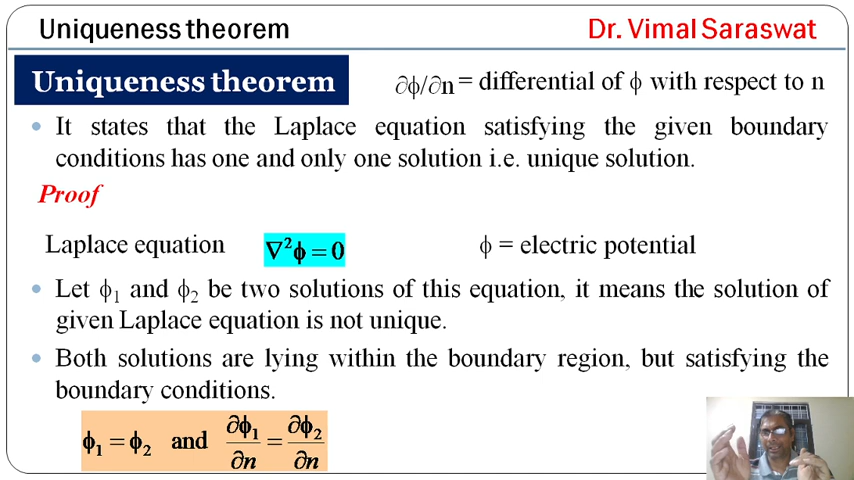 Uniqueness theorem
Dr. Vimal Saraswat
Uniqueness theorem
∂ϕ/∂n = differential of ϕ with respect to n
• It states that the Laplace equation satisfying the given boundary
conditions has one and only one solution i.e. unique solution.
Proof
Laplace equation ∇²ϕ = 0 ϕ = electric potential
• Let ϕ₁ and ϕ₂ be two solutions of this equation, it means the solution of
given Laplace equation is not unique.
• Both solutions are lying within the boundary region, but satisfying the
boundary conditions.
ϕ₁ = ϕ₂ and ∂ϕ₁/∂n = ∂ϕ₂/∂n